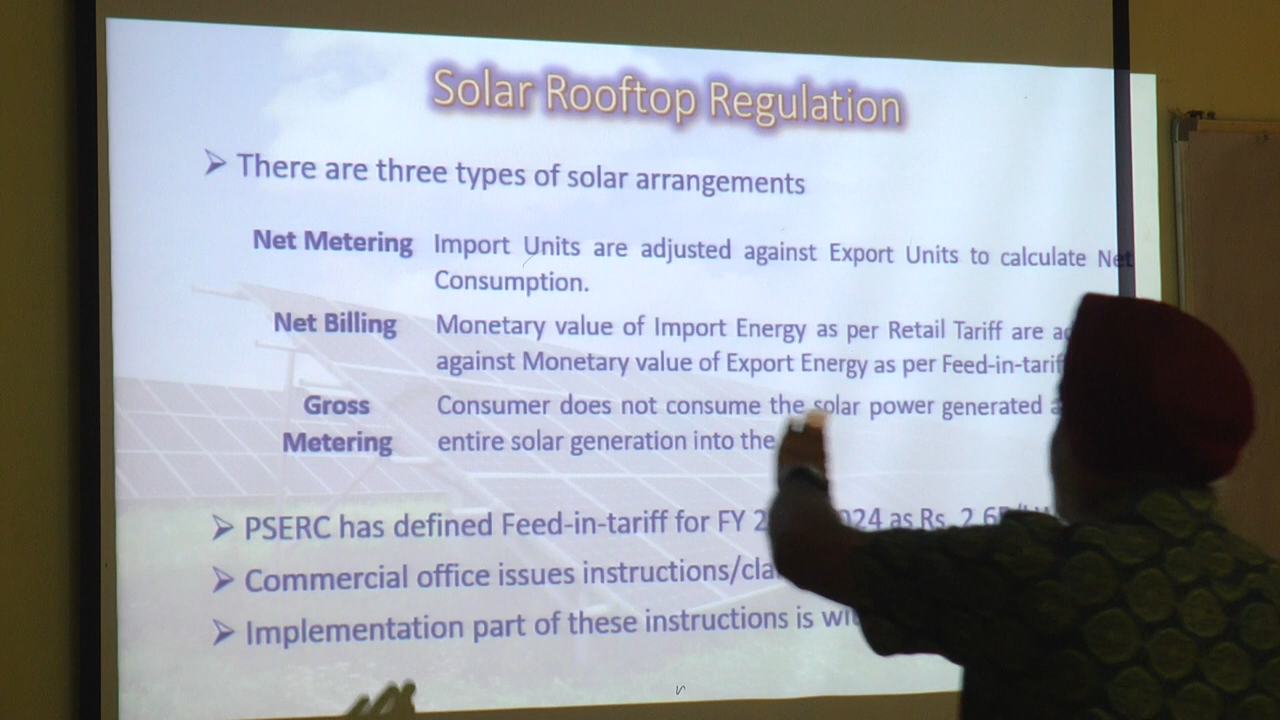 Solar Rooftop Regulation
There are three types of solar arrangements
Net Metering Import Units are adjusted against Export Units to calculate Net
Consumption.
Net Billing Monetary value of Import Energy as per Retail Tariff are
against Monetary value of Export Energy as per Feed-in-tarif
Gross Consumer does not consume the solar power generated
Metering entire solar generation into the
PSERC has defined Feed-in-tariff for FY 2 024 as Rs. 2.6
Commercial office issues instructions/cla
Implementation part of these instructions is